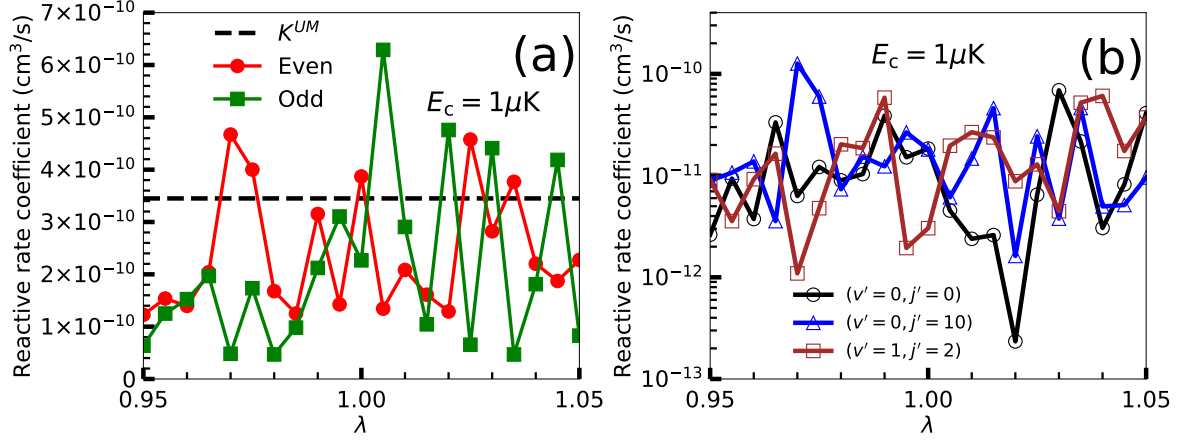 (a)
K^{UM}
Even
Odd
E_c = 1μK
Reactive rate coefficient (cm³/s)
7×10⁻¹⁰
6×10⁻¹⁰
5×10⁻¹⁰
4×10⁻¹⁰
3×10⁻¹⁰
2×10⁻¹⁰
1×10⁻¹⁰
0
0.95
1.00
1.05
λ
(b)
E_c = 1μK
Reactive rate coefficient (cm³/s)
10⁻¹⁰
10⁻¹¹
10⁻¹²
10⁻¹³
(v′ = 0, j′ = 0)
(v′ = 0, j′ = 10)
(v′ = 1, j′ = 2)
0.95
1.00
1.05
λ